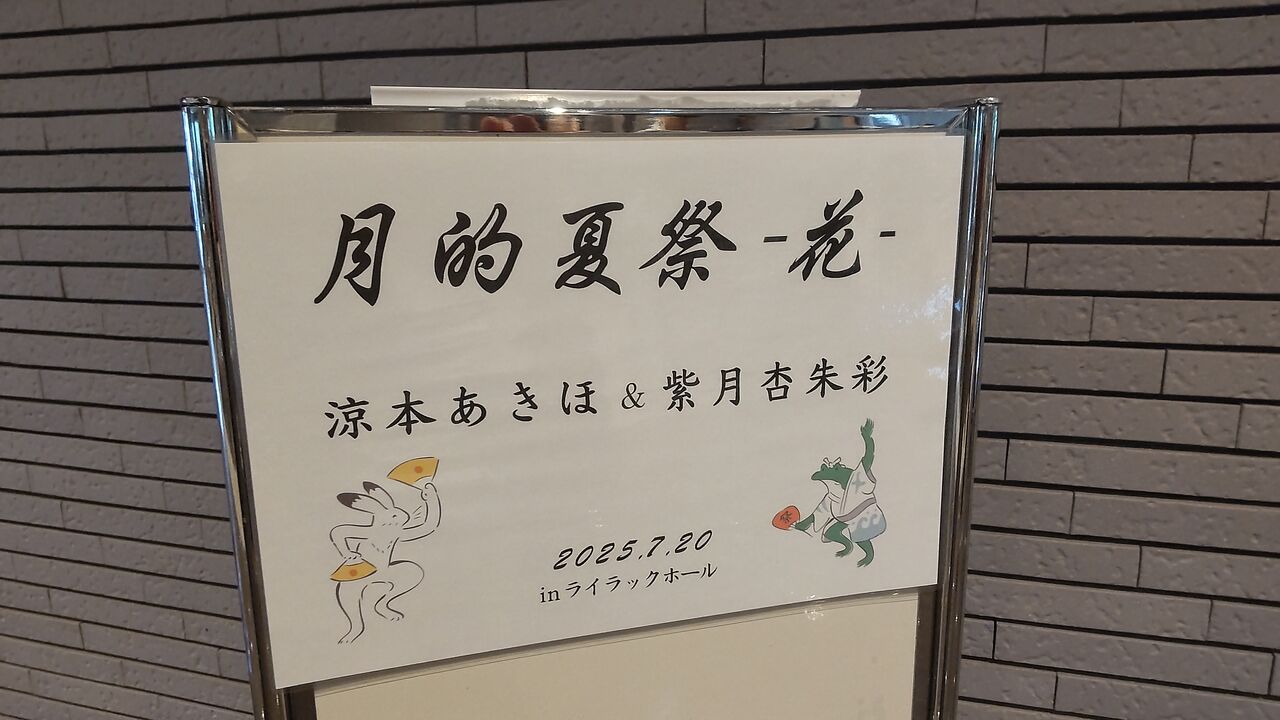 月的夏祭-花-
涼本あきほ&紫月杏朱彩
祭
2025.7.20
inライラックホール